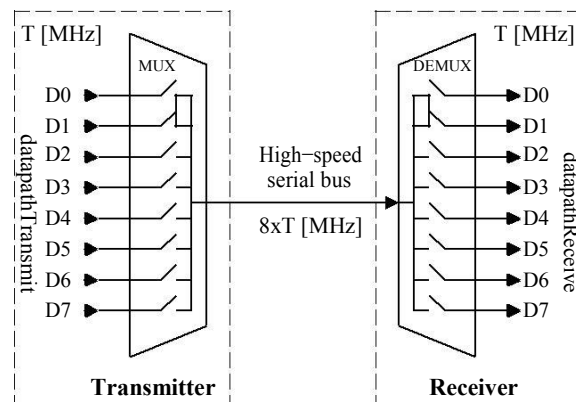 T [MHz]
T [MHz]
MUX
DEMUX
D0
D1
D2
D3
D4
D5
D6
D7
datapathTransmit
High−speed
serial bus
8xT [MHz]
D0
D1
D2
D3
D4
D5
D6
D7
datapathReceive
Transmitter
Receiver